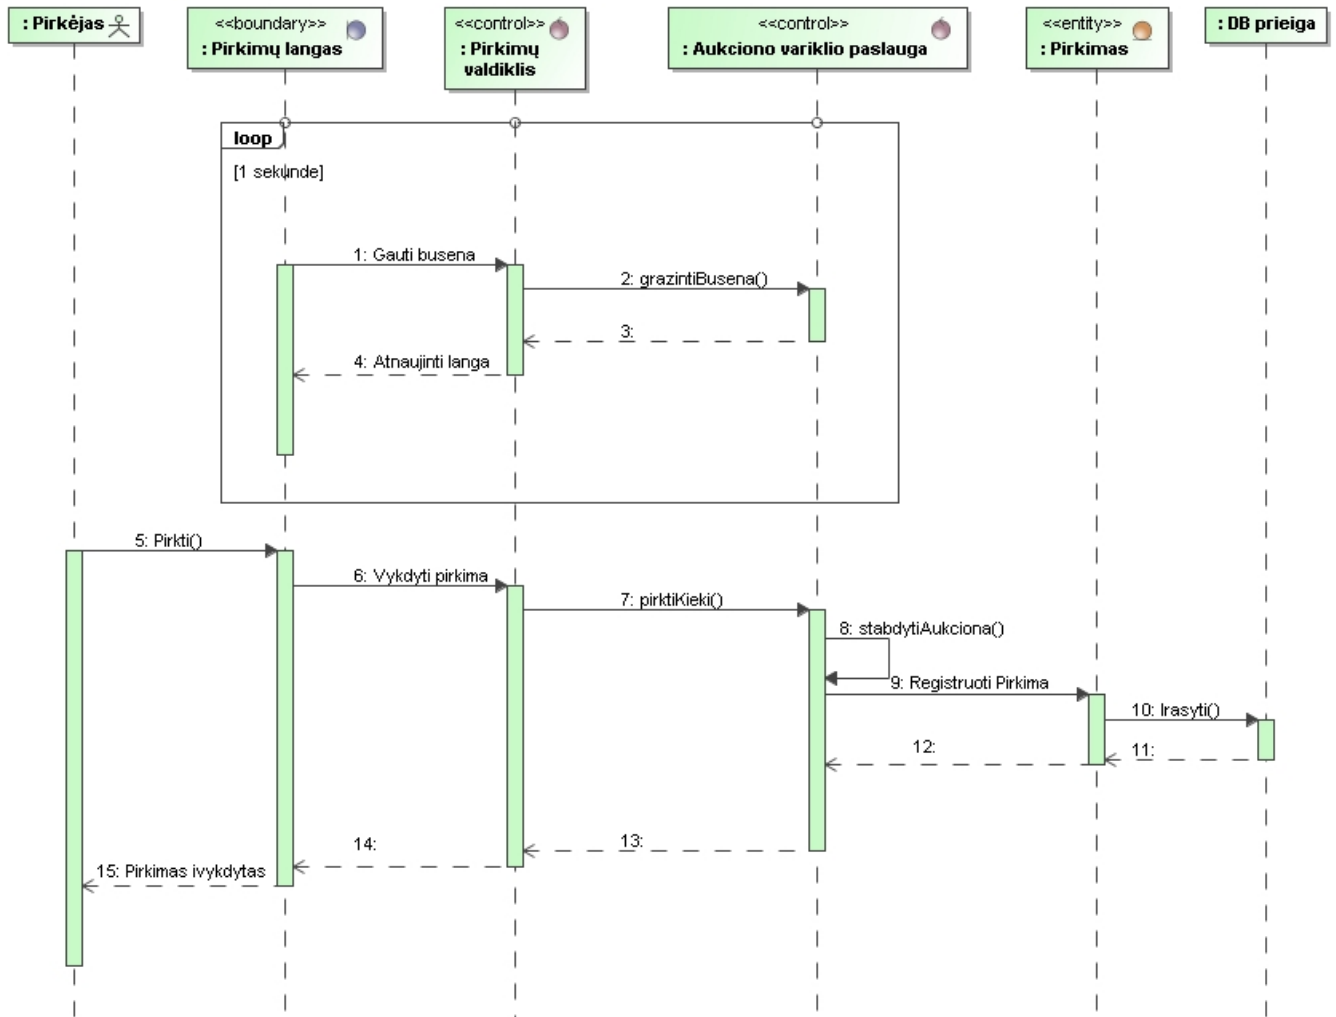 : Pirkėjas
<<boundary>>
: Pirkimų langas
<<control>>
: Pirkimų
valdiklis
<<control>>
: Aukciono variklio paslauga
<<entity>>
: Pirkimas
: DB prieiga
loop
[1 sekunde]
1: Gauti busena
2: grazintiBusena()
3:
4: Atnaujinti langa
5: Pirkti()
6: Vykdyti pirkima
7: pirktiKieki()
8: stabdytiAukciona()
9: Registruoti Pirkima
10: Irasyti()
11:
12:
13:
14:
15: Pirkimas ivykdytas